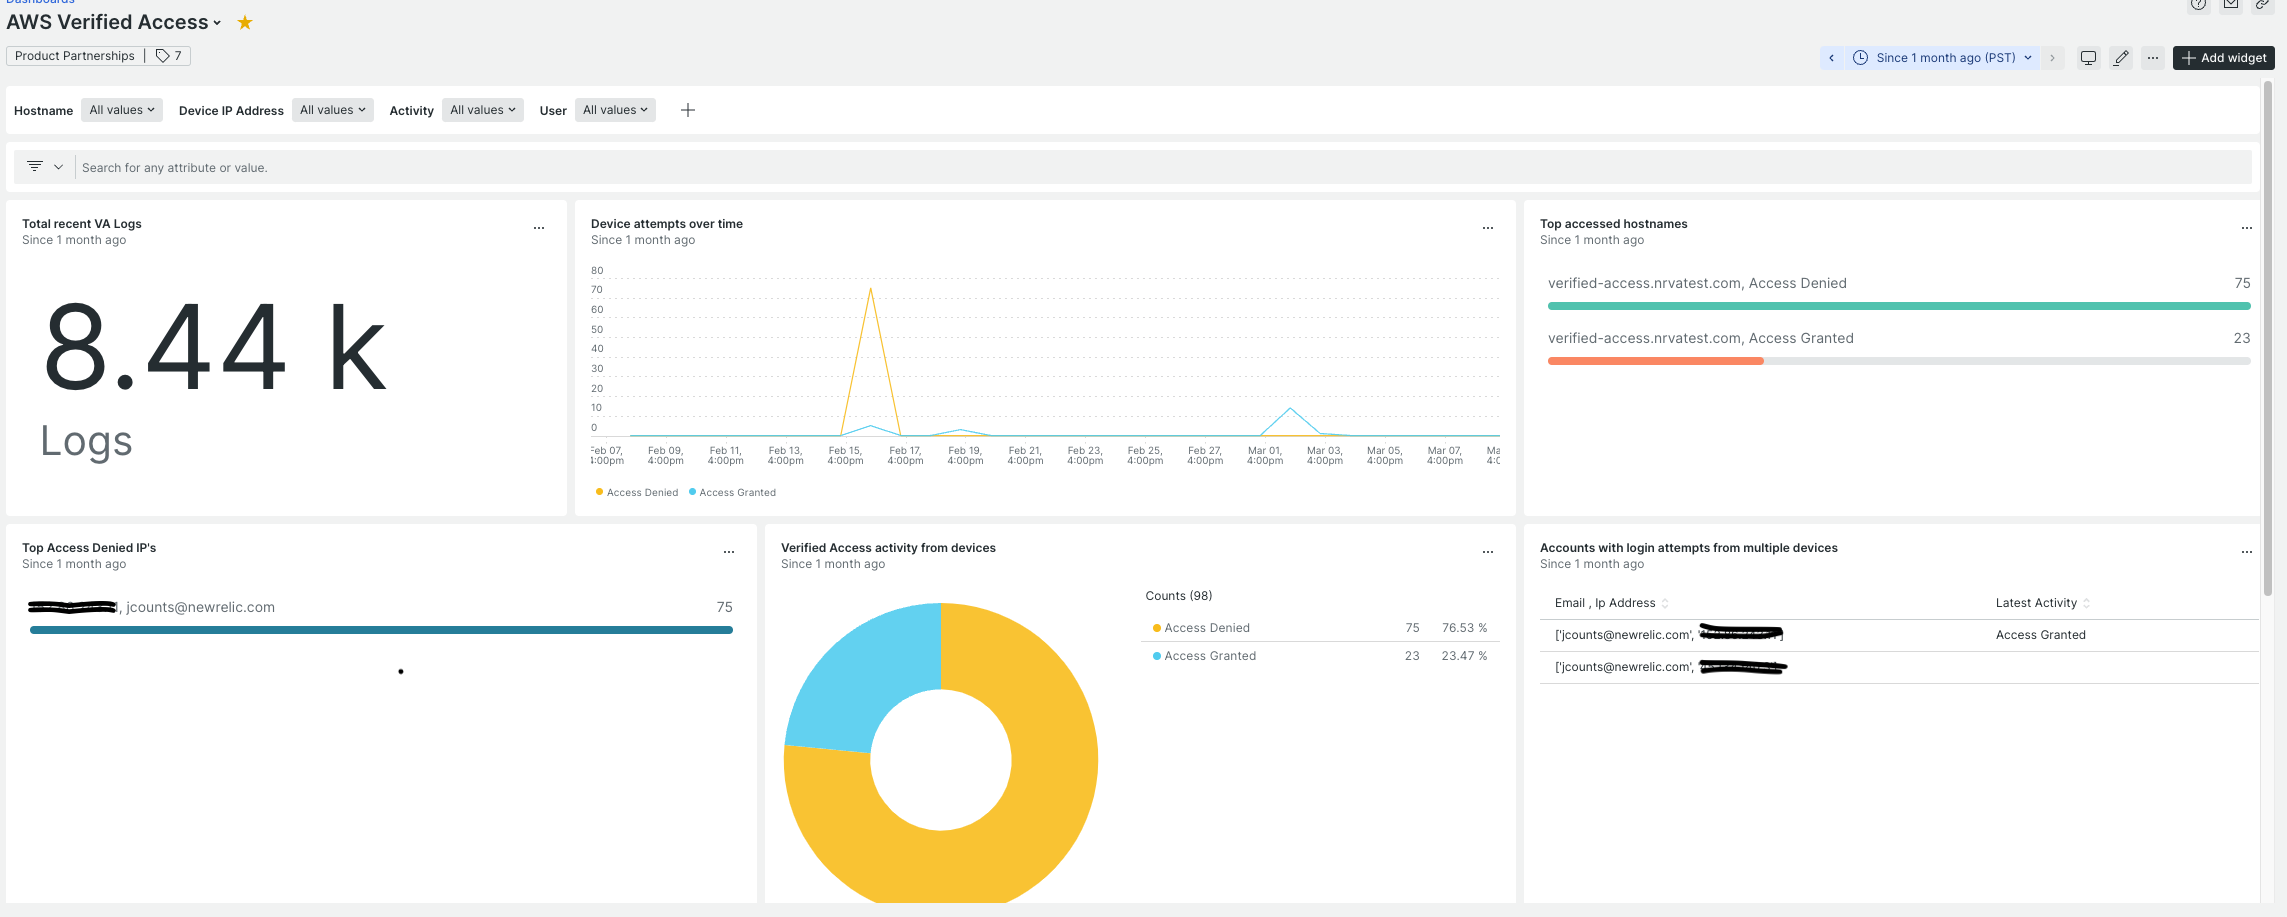 Dashboards
AWS Verified Access
Product Partnerships | 7
Since 1 month ago (PST)
Add widget
Hostname All values Device IP Address All values Activity All values User All values
Search for any attribute or value.
Total recent VA Logs
Since 1 month ago
8.44 k
Logs
Device attempts over time
Since 1 month ago
80
70
60
50
40
30
20
10
0
Feb 07, 4:00pm
Feb 09, 4:00pm
Feb 11, 4:00pm
Feb 13, 4:00pm
Feb 15, 4:00pm
Feb 17, 4:00pm
Feb 19, 4:00pm
Feb 21, 4:00pm
Feb 23, 4:00pm
Feb 25, 4:00pm
Feb 27, 4:00pm
Mar 01, 4:00pm
Mar 03, 4:00pm
Mar 05, 4:00pm
Mar 07, 4:00pm
Access Denied Access Granted
Top accessed hostnames
Since 1 month ago
verified-access.nrvatest.com, Access Denied 75
verified-access.nrvatest.com, Access Granted 23
Top Access Denied IP's
Since 1 month ago
, jcounts@newrelic.com 75
Verified Access activity from devices
Since 1 month ago
Counts (98)
Access Denied 75 76.53 %
Access Granted 23 23.47 %
Accounts with login attempts from multiple devices
Since 1 month ago
Email , Ip Address Latest Activity
['jcounts@newrelic.com', Access Granted
['jcounts@newrelic.com',